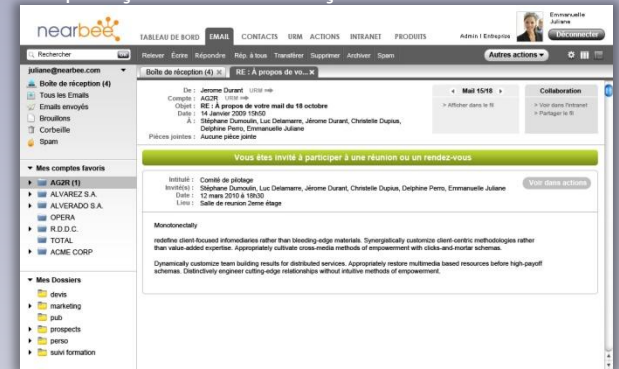 nearbee
TABLEAU DE BORD EMAIL CONTACTS URM ACTIONS INTRANET PRODUITS
Admin I Entreprise
Emmanuelle
Juliane
Déconnecter
Rechercher
Relever Écrire Répondre Rép. à tous Transférer Supprimer Archiver Spam
Autres actions
juliane@nearbee.com
Boîte de réception (4)
Tous les Emails
Emails envoyés
Brouillons
Corbeille
Spam
Mes comptes favoris
AG2R (1)
ALVAREZ S.A.
ALVERADO S.A.
OPERA
R.D.D.C.
TOTAL
ACME CORP
Mes Dossiers
devis
marketing
pub
prospects
perso
suivi formation
Boîte de réception (4) x
RE : À propos de vo... x
De : Jerome Durant URM
Compte : AG2R URM
Objet : RE : À propos de votre mail du 18 octobre
Date : 14 Janvier 2009 15h50
À : Stéphane Dumoulin, Luc Delamarre, Jérome Durant, Christelle Dupius,
Delphine Perro, Emmanuelle Juliane
Pièces jointes : Aucune pièce jointe
Mail 15/18
> Afficher dans le fil
Collaboration
> Voir dans l'intranet
> Partager le fil
Vous êtes invité à participer à une réunion ou un rendez-vous
Intitulé : Comité de pilotage
Invité(s) : Stéphane Dumoulin, Luc Delamarre, Jérome Durant, Christelle Dupius, Delphine Perro, Emmanuelle Juliane
Date : 12 mars 2010 à 16h30
Lieu : Salle de reunion 2eme étage
Voir dans actions
Monotonectally
redefine client-focused infomediaries rather than bleeding-edge materials. Synergistically customize client-centric methodologies rather
than value-added expertise. Appropriately cultivate cross-media methods of empowerment with clicks-and-mortar schemas.
Dynamically customize team building results for distributed services. Appropriately restore multimedia based resources before high-payoff
schemas. Distinctively engineer cutting-edge relationships without intuitive methods of empowerment.